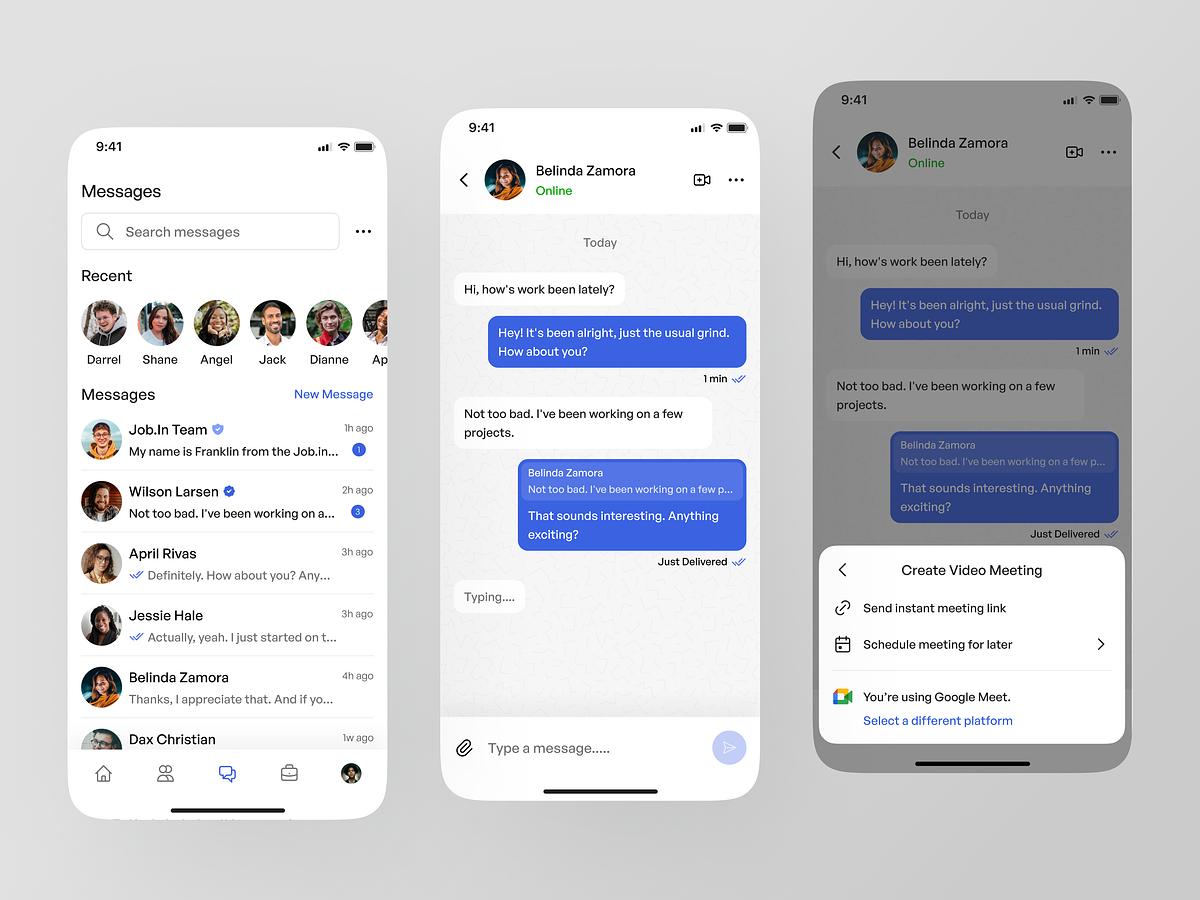 9:41
Messages
Search messages
Recent
Darrel
Shane
Angel
Jack
Dianne
Ap
Messages
New Message
Job.In Team
1h ago
My name is Franklin from the Job.in...
1
Wilson Larsen
2h ago
Not too bad. I've been working on a...
3
April Rivas
3h ago
Definitely. How about you? Any...
Jessie Hale
3h ago
Actually, yeah. I just started on t...
Belinda Zamora
4h ago
Thanks, I appreciate that. And if yo...
Dax Christian
1w ago
9:41
Belinda Zamora
Online
Today
Hi, how's work been lately?
Hey! It's been alright, just the usual grind.
How about you?
1 min
Not too bad. I've been working on a few
projects.
Belinda Zamora
Not too bad. I've been working on a few p...
That sounds interesting. Anything
exciting?
Just Delivered
Typing....
Type a message.....
9:41
Belinda Zamora
Online
Today
Hi, how's work been lately?
Hey! It's been alright, just the usual grind.
How about you?
1 min
Not too bad. I've been working on a few
projects.
Belinda Zamora
Not too bad. I've been working on a few p...
That sounds interesting. Anything
exciting?
Just Delivered
Create Video Meeting
Send instant meeting link
Schedule meeting for later
You're using Google Meet.
Select a different platform